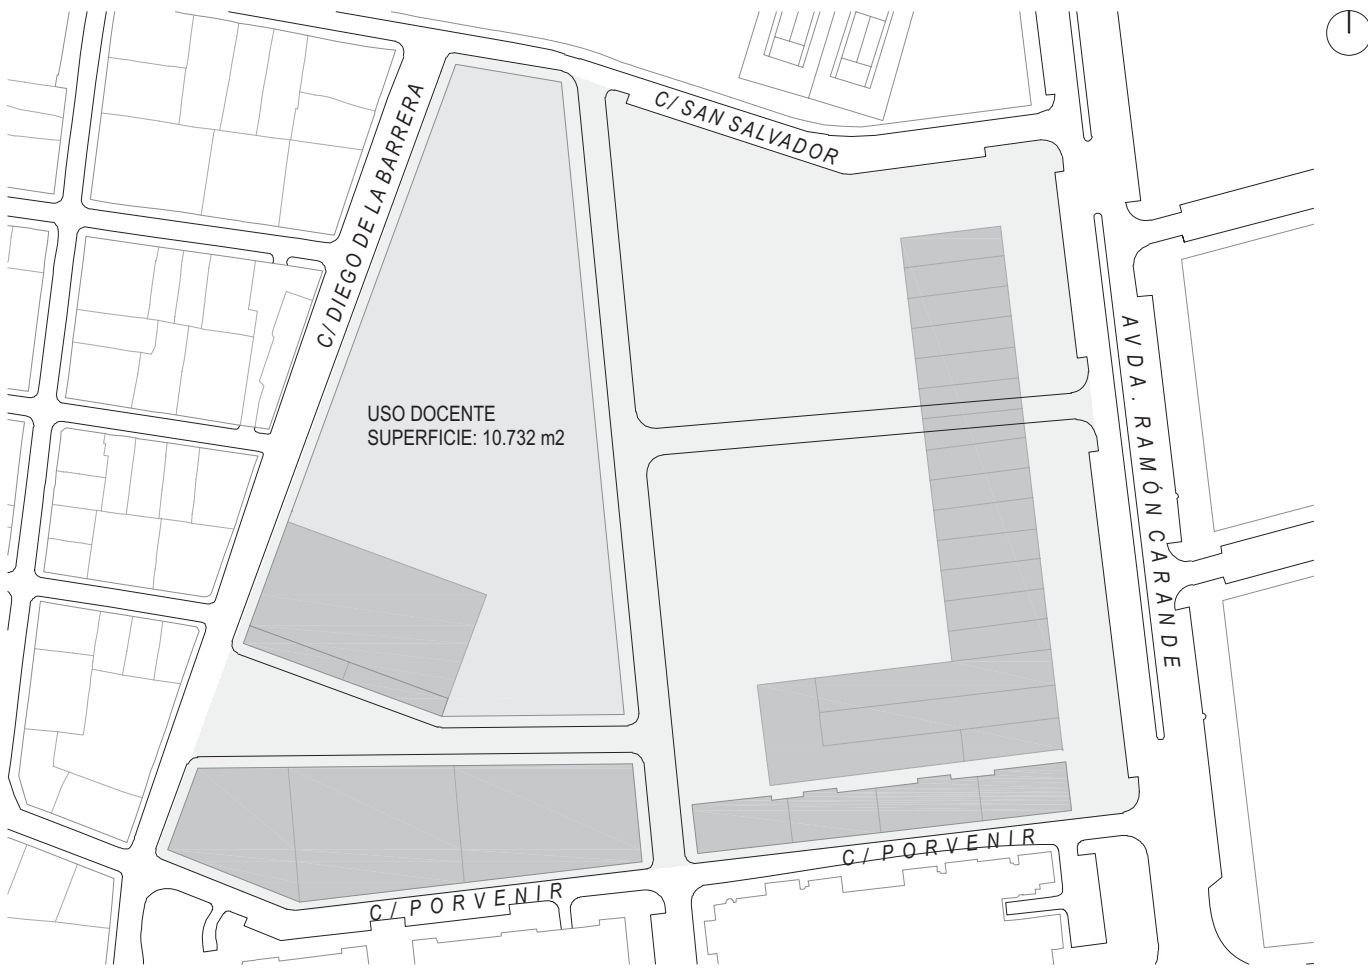 C/ SAN SALVADOR
C/ DIEGO DE LA BARRERA
AVDA. RAMÓN CARANDE
USO DOCENTE
SUPERFICIE: 10.732 m2
C/ PORVENIR
C/ PORVENIR